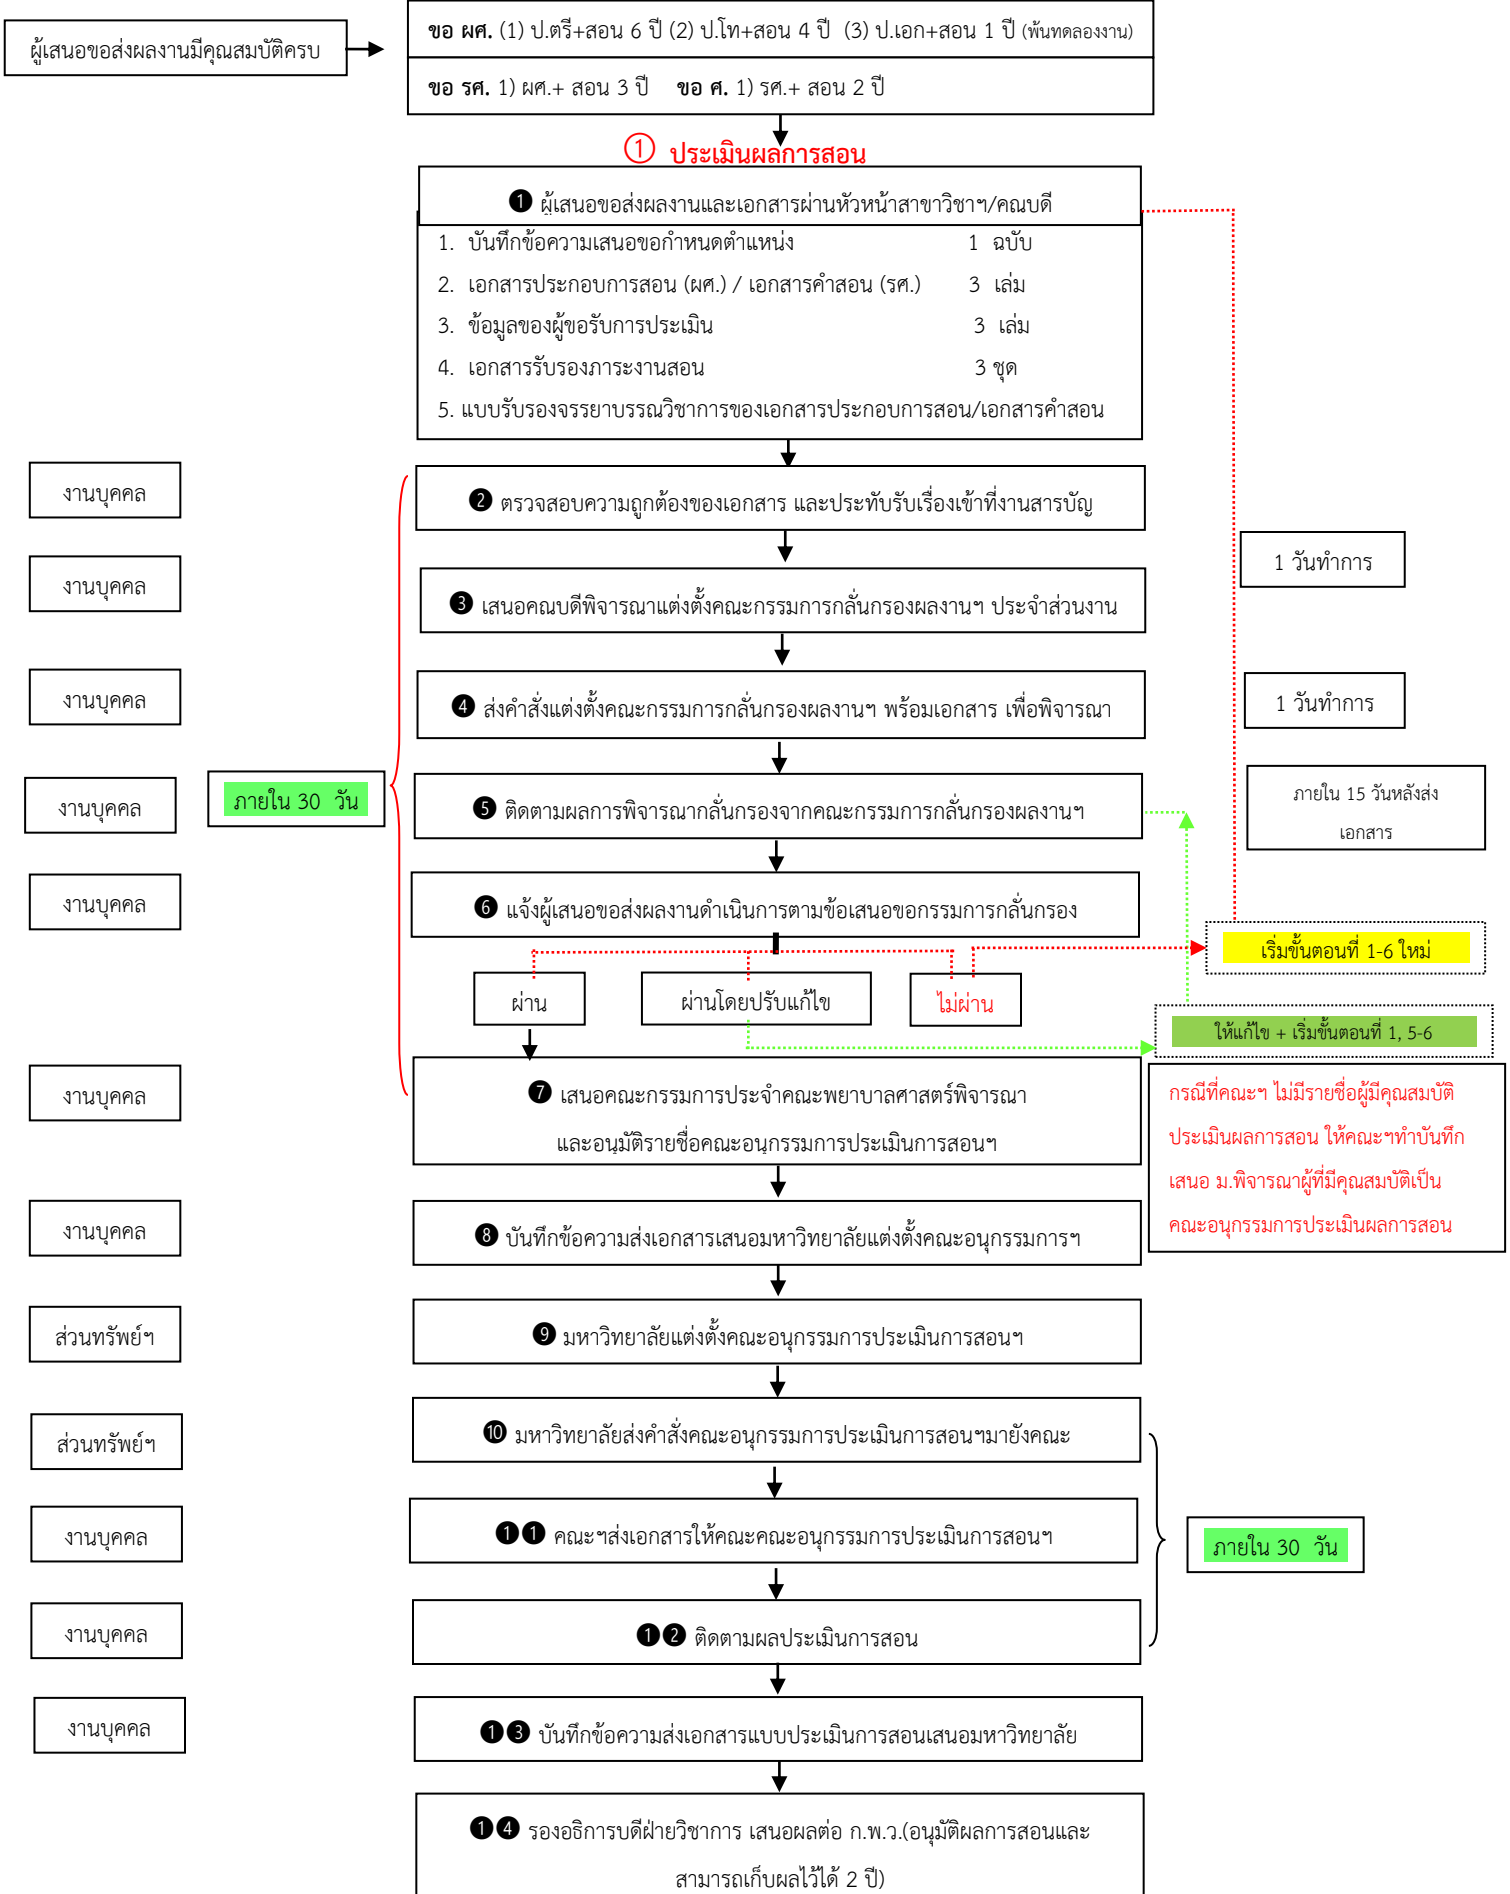 ผู้เสนอขอส่งผลงานมีคุณสมบัติครบ
ขอ ผศ. (1) ป.ตรี+สอน 6 ปี (2) ป.โท+สอน 4 ปี (3) ป.เอก+สอน 1 ปี (พ้นทดลองงาน)
ขอ รศ. 1) ผศ.+ สอน 3 ปี ขอ ศ. 1) รศ.+ สอน 2 ปี
① ประเมินผลการสอน
❶ ผู้เสนอขอส่งผลงานและเอกสารผ่านหัวหน้าสาขาวิชาฯ/คณบดี
1. บันทึกข้อความเสนอขอกำหนดตำแหน่ง 1 ฉบับ
2. เอกสารประกอบการสอน (ผศ.) / เอกสารคำสอน (รศ.) 3 เล่ม
3. ข้อมูลของผู้ขอรับการประเมิน 3 เล่ม
4. เอกสารรับรองภาระงานสอน 3 ชุด
5. แบบรับรองจรรยาบรรณวิชาการของเอกสารประกอบการสอน/เอกสารคำสอน
งานบุคคล
❷ ตรวจสอบความถูกต้องของเอกสาร และประทับรับเรื่องเข้าที่งานสารบัญ
1 วันทำการ
งานบุคคล
❸ เสนอคณบดีพิจารณาแต่งตั้งคณะกรรมการกลั่นกรองผลงานฯ ประจำส่วนงาน
งานบุคคล
❹ ส่งคำสั่งแต่งตั้งคณะกรรมการกลั่นกรองผลงานฯ พร้อมเอกสาร เพื่อพิจารณา
1 วันทำการ
งานบุคคล
ภายใน 30 วัน
❺ ติดตามผลการพิจารณากลั่นกรองจากคณะกรรมการกลั่นกรองผลงานฯ
ภายใน 15 วันหลังส่ง
เอกสาร
งานบุคคล
❻ แจ้งผู้เสนอขอส่งผลงานดำเนินการตามข้อเสนอขอกรรมการกลั่นกรอง
เริ่มขั้นตอนที่ 1-6 ใหม่
ผ่าน
ผ่านโดยปรับแก้ไข
ไม่ผ่าน
ให้แก้ไข + เริ่มขั้นตอนที่ 1, 5-6
งานบุคคล
❼ เสนอคณะกรรมการประจำคณะพยาบาลศาสตร์พิจารณา
และอนุมัติรายชื่อคณะอนุกรรมการประเมินการสอนฯ
กรณีที่คณะฯ ไม่มีรายชื่อผู้มีคุณสมบัติ
ประเมินผลการสอน ให้คณะฯทำบันทึก
เสนอ ม.พิจารณาผู้ที่มีคุณสมบัติเป็น
คณะอนุกรรมการประเมินผลการสอน
งานบุคคล
❽ บันทึกข้อความส่งเอกสารเสนอมหาวิทยาลัยแต่งตั้งคณะอนุกรรมการฯ
ส่วนทรัพย์ฯ
❾ มหาวิทยาลัยแต่งตั้งคณะอนุกรรมการประเมินการสอนฯ
ส่วนทรัพย์ฯ
❿ มหาวิทยาลัยส่งคำสั่งคณะอนุกรรมการประเมินการสอนฯมายังคณะ
งานบุคคล
❶❶ คณะฯส่งเอกสารให้คณะคณะอนุกรรมการประเมินการสอนฯ
ภายใน 30 วัน
งานบุคคล
❶❷ ติดตามผลประเมินการสอน
งานบุคคล
❶❸ บันทึกข้อความส่งเอกสารแบบประเมินการสอนเสนอมหาวิทยาลัย
❶❹ รองอธิการบดีฝ่ายวิชาการ เสนอผลต่อ ก.พ.ว.(อนุมัติผลการสอนและ
สามารถเก็บผลไว้ได้ 2 ปี)